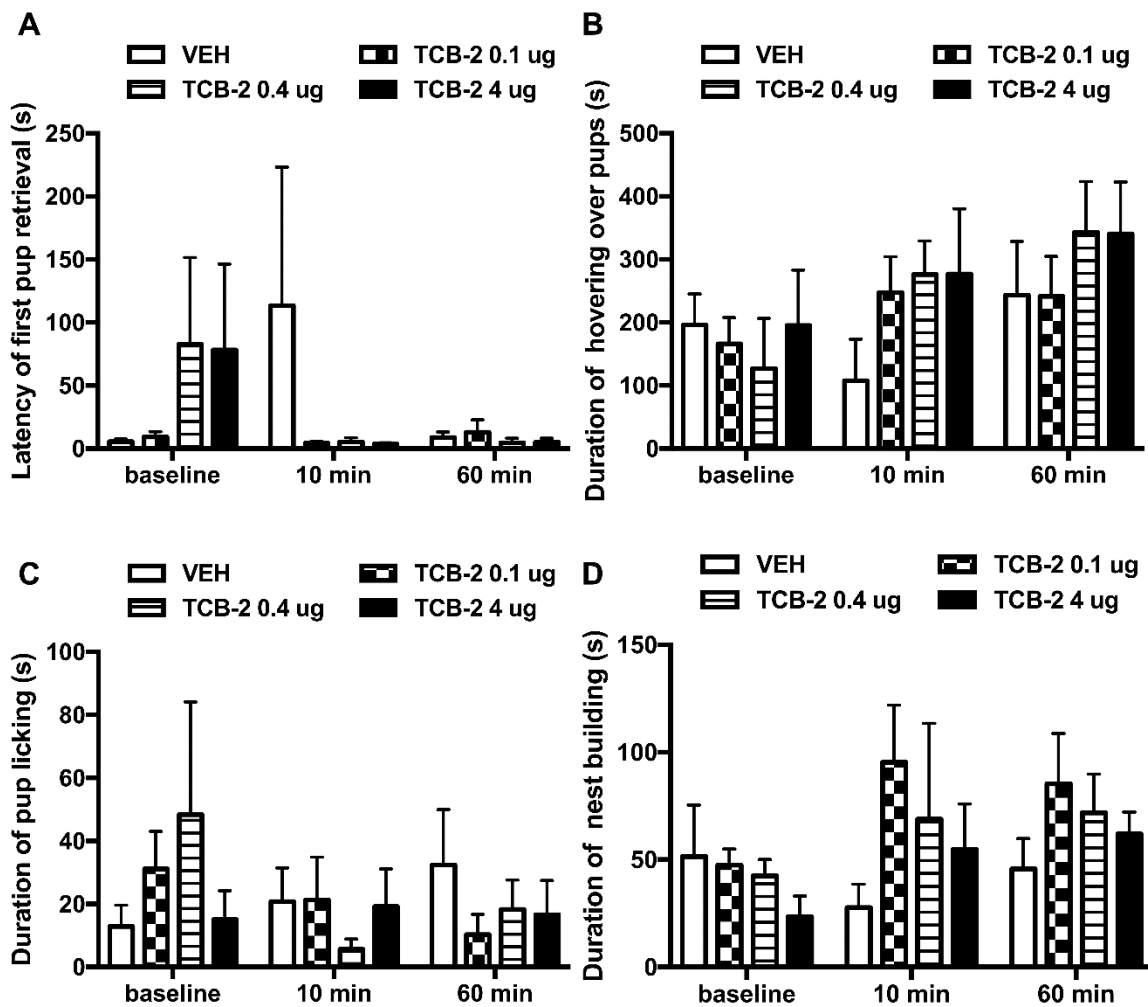 A
VEH TCB-2 0.1 ug
TCB-2 0.4 ug TCB-2 4 ug
Latency of first pup retrieval (s)
250
200
150
100
50
0
baseline 10 min 60 min
B
VEH TCB-2 0.1 ug
TCB-2 0.4 ug TCB-2 4 ug
Duration of hovering over pups (s)
500
400
300
200
100
0
baseline 10 min 60 min
C
VEH TCB-2 0.1 ug
TCB-2 0.4 ug TCB-2 4 ug
Duration of pup licking (s)
100
80
60
40
20
0
baseline 10 min 60 min
D
VEH TCB-2 0.1 ug
TCB-2 0.4 ug TCB-2 4 ug
Duration of nest building (s)
150
100
50
0
baseline 10 min 60 min